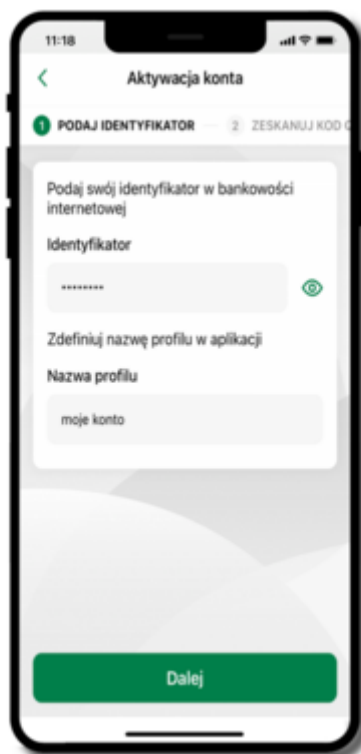 11:18
Aktywacja konta
1 PODAJ IDENTYFIKATOR 2 ZESKANUJ KOD
Podaj swój identyfikator w bankowości
internetowej
Identyfikator
••••••••
Zdefiniuj nazwę profilu w aplikacji
Nazwa profilu
moje konto
Dalej